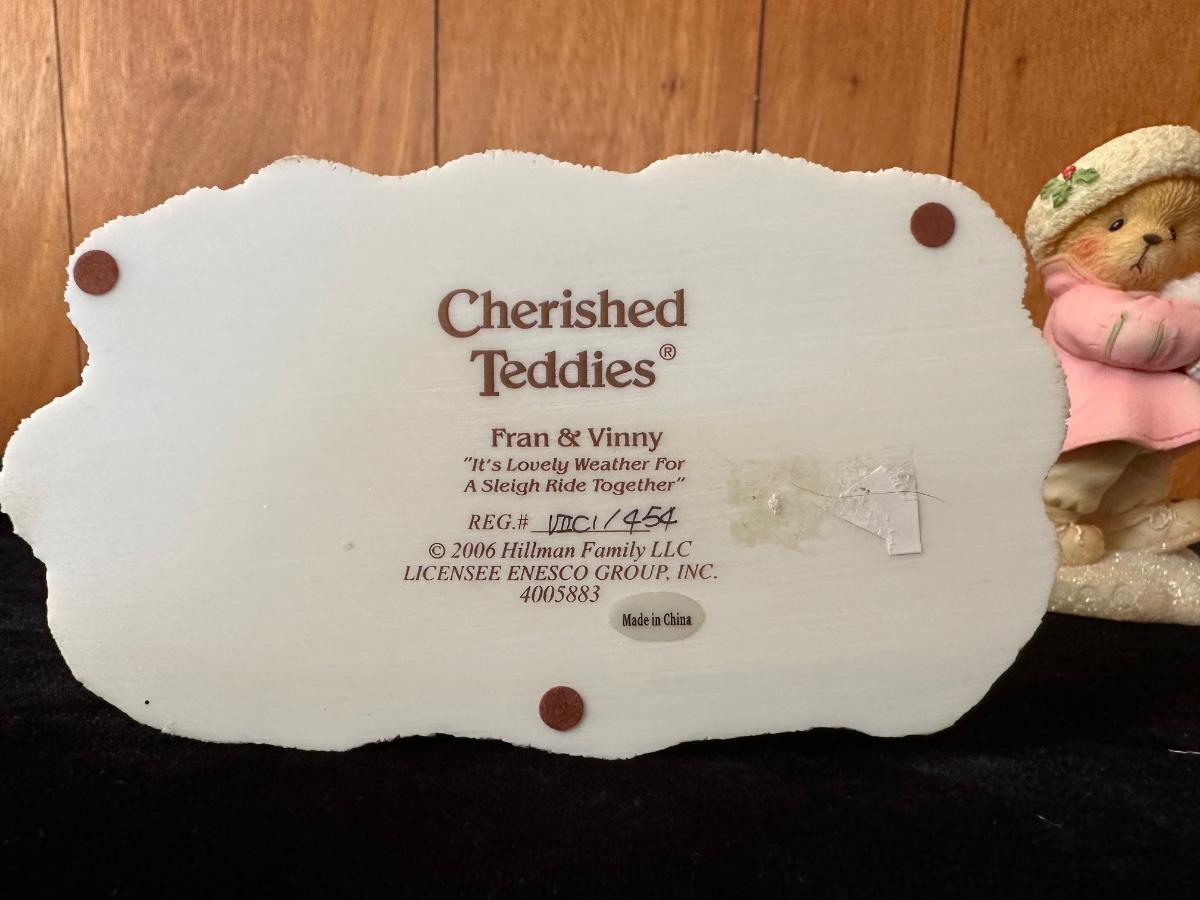 Cherished
Teddies®
Fran & Vinny
"It's Lovely Weather For
A Sleigh Ride Together"
REG.# VIIC1/454
© 2006 Hillman Family LLC
LICENSEE ENESCO GROUP, INC.
4005883
Made in China